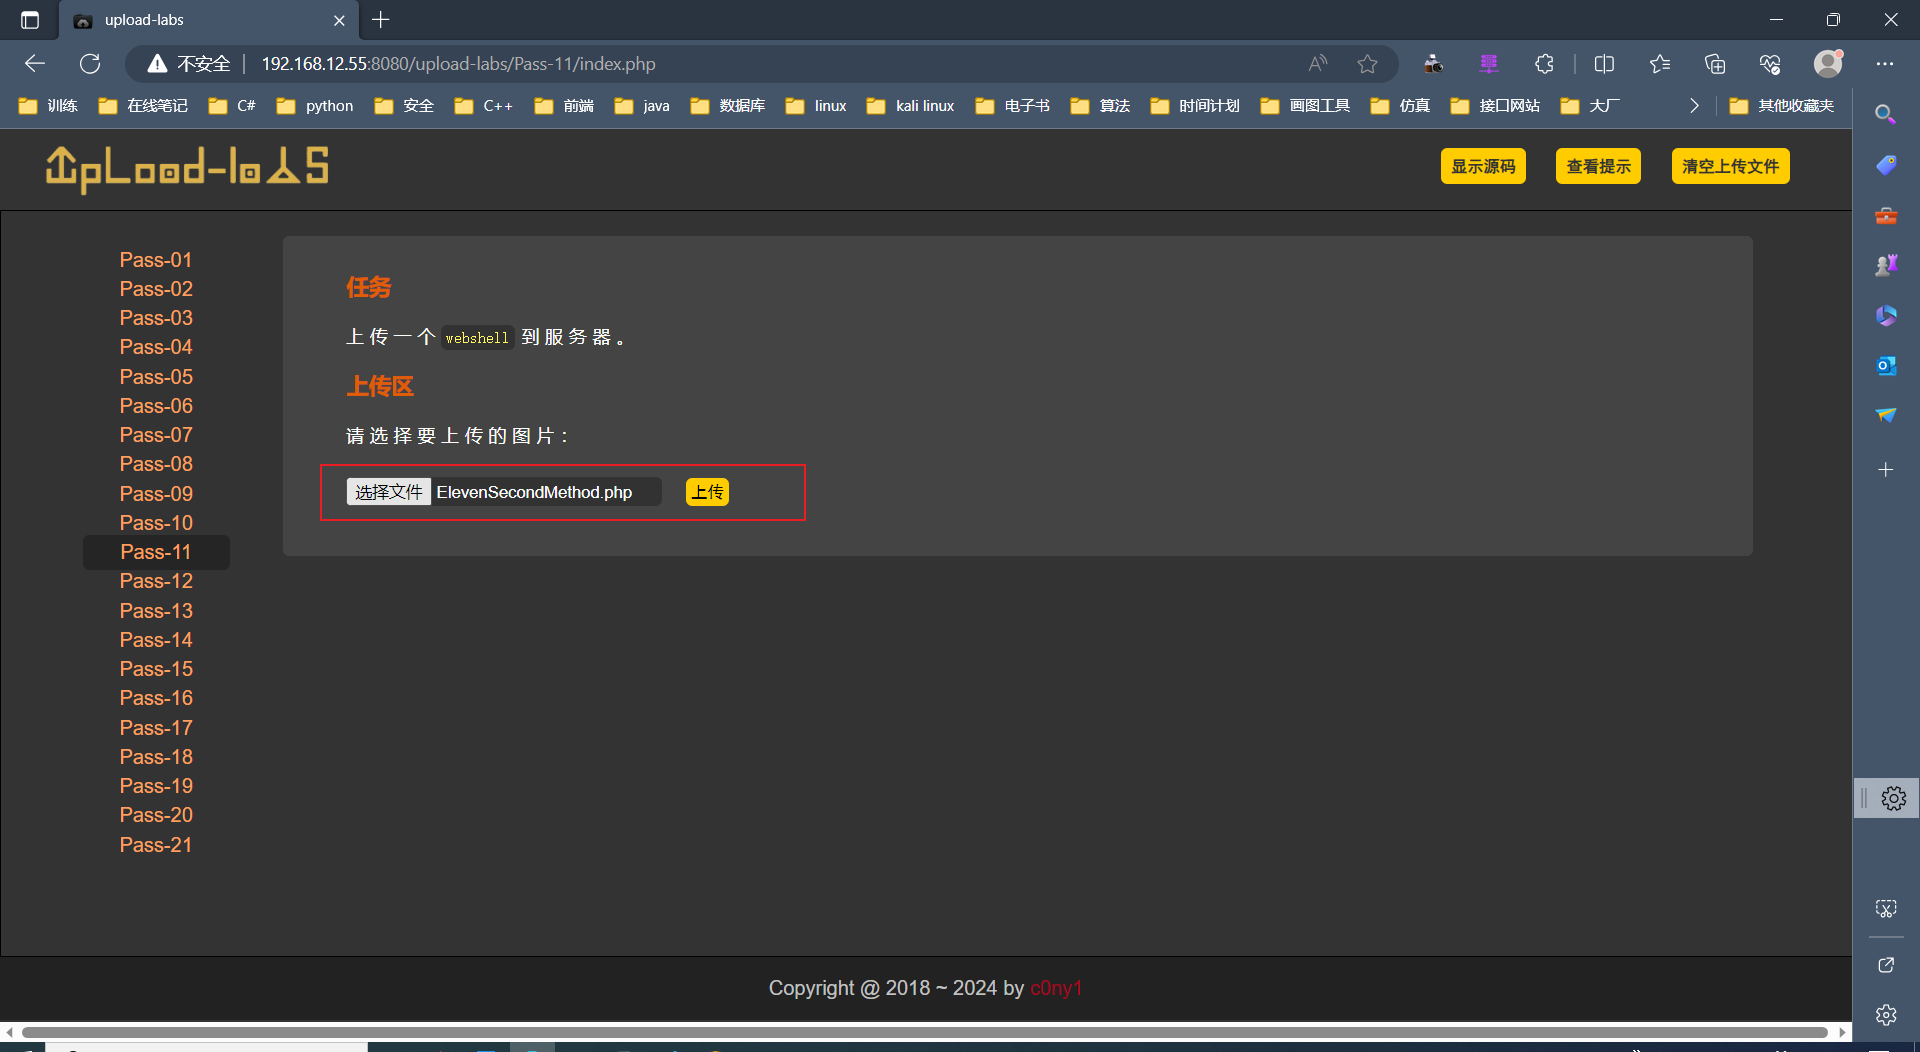 upload-labs
不安全 192.168.12.55:8080/upload-labs/Pass-11/index.php
训练 在线笔记 C# python 安全 C++ 前端 java 数据库 linux kali linux 电子书 算法 时间计划 画图工具 仿真 接口网站 大厂 其他收藏夹
UpLoad-labS
显示源码 查看提示 清空上传文件
Pass-01
Pass-02
Pass-03
Pass-04
Pass-05
Pass-06
Pass-07
Pass-08
Pass-09
Pass-10
Pass-11
Pass-12
Pass-13
Pass-14
Pass-15
Pass-16
Pass-17
Pass-18
Pass-19
Pass-20
Pass-21
任务
上传一个 webshell 到服务器。
上传区
请选择要上传的图片：
选择文件 ElevenSecondMethod.php 上传
Copyright @ 2018 ~ 2024 by c0ny1